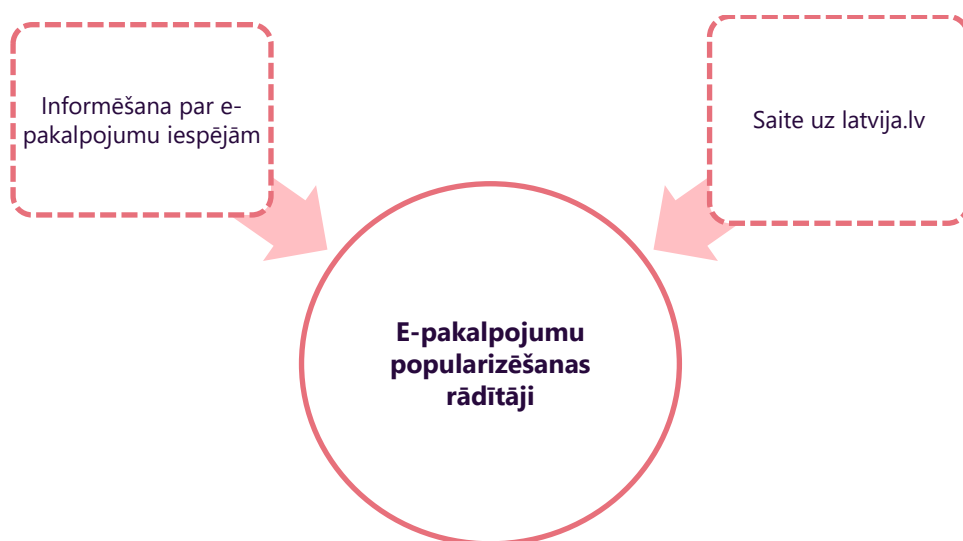 Informēšana par e-
pakalpojumu iespējām
Saite uz latvija.lv
E-pakalpojumu
popularizēšanas
rādītāji